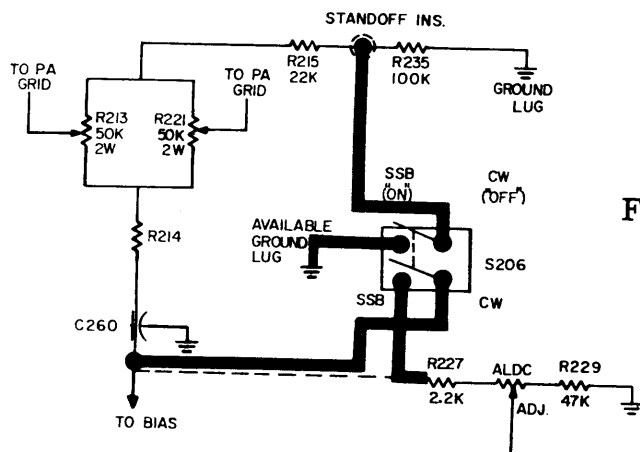 STANDOFF INS.
TO PA
GRID
TO PA
GRID
R215
22K
R235
100K
GROUND
LUG
R213
50K
2W
R221
50K
2W
SSB
("ON")
CW
("OFF")
F
R214
AVAILABLE
GROUND
LUG
S206
SSB
CW
C260
R227
2.2K
ALDC
ADJ.
R229
47K
TO BIAS